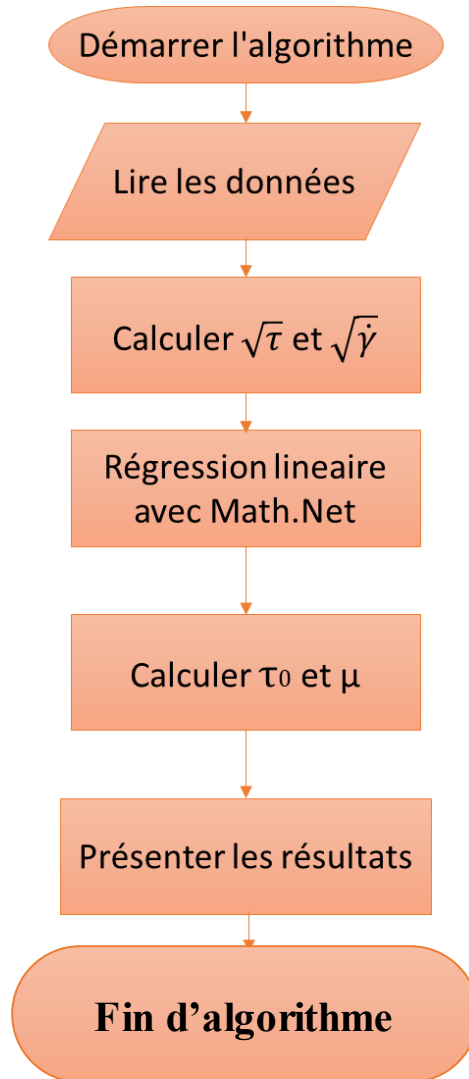 Démarrer l'algorithme
Lire les données
Calculer √τ et √γ̇
Régression lineaire
avec Math.Net
Calculer τ₀ et μ
Présenter les résultats
Fin d’algorithme